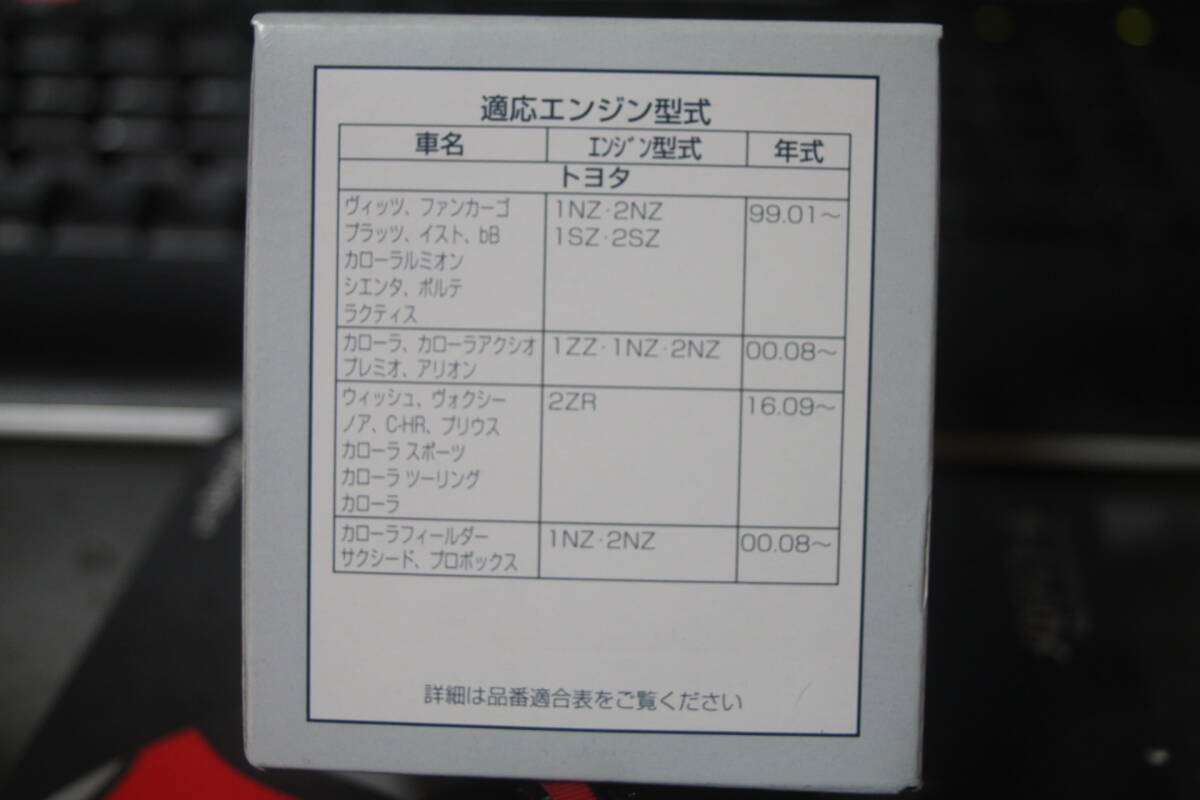 適応エンジン型式
車名 ｴﾝｼﾞﾝ型式 年式
トヨタ
ヴィッツ、ファンカーゴ 1NZ・2NZ 99.01〜
プラッツ、イスト、bB 1SZ・2SZ
カローラルミオン
シエンタ、ポルテ
ラクティス
カローラ、カローラアクシオ 1ZZ・1NZ・2NZ 00.08〜
プレミオ、アリオン
ウィッシュ、ヴォクシー 2ZR 16.09〜
ノア、C-HR、プリウス
カローラ スポーツ
カローラ ツーリング
カローラ
カローラフィールダー 1NZ・2NZ 00.08〜
サクシード、プロボックス
詳細は品番適合表をご覧ください